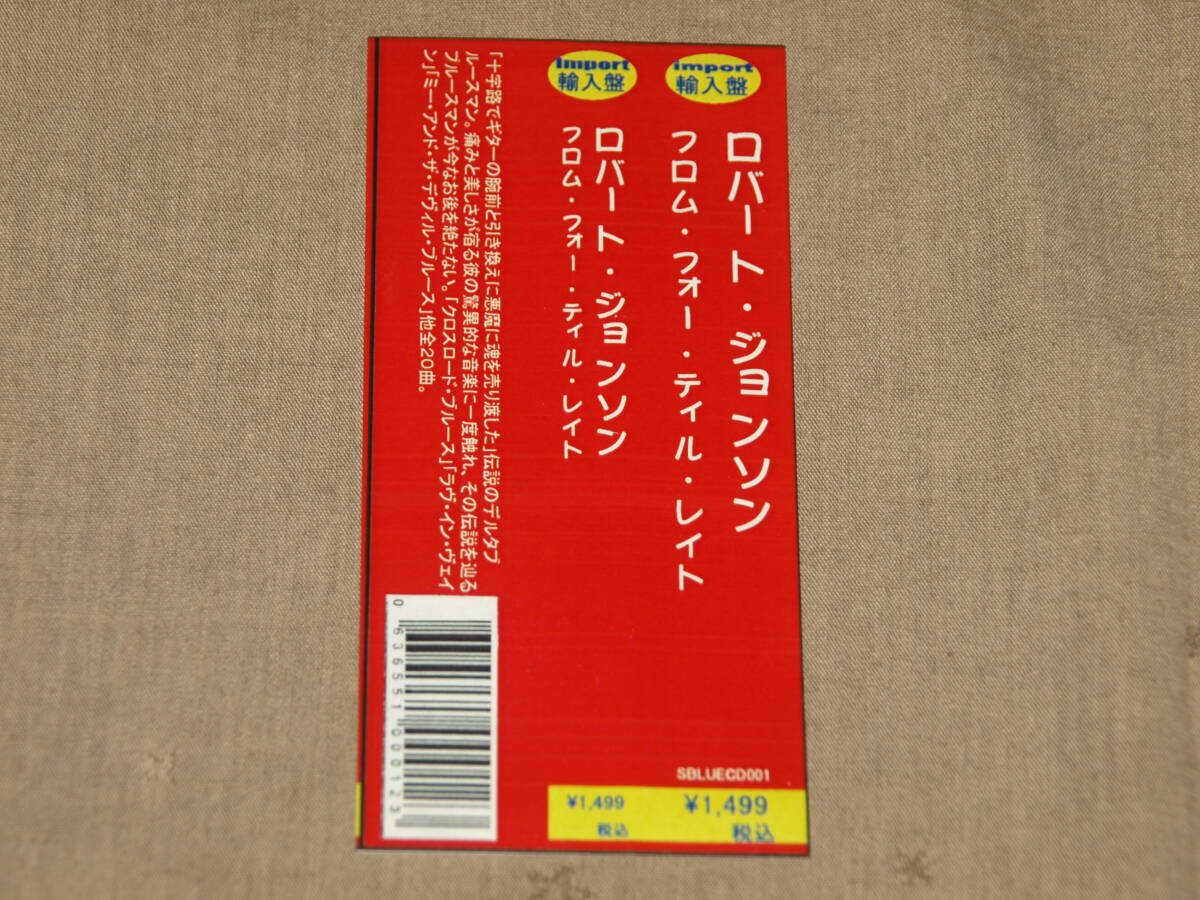 import
輸入盤
ロバート・ジョンソン
フロム・フォー・ティル・レイト
SBLUECD001
¥1,499
税込
import
輸入盤
ロバート・ジョンソン
フロム・フォー・ティル・レイト
¥1,499
税込
「十字路でギターの腕前と引き換えに悪魔に魂を売り渡した」伝説のデルタブ
ルースマン。痛みと美しさが宿る彼の驚異的な音楽に一度触れ、その伝説を辿る
ブルースマンが今なお後を絶たない。「クロスロード・ブルース」「ラヴ・イン・ヴェイ
ン」「ミー・アンド・ザ・デヴィル・ブルース」他全20曲。
0 636551 000123